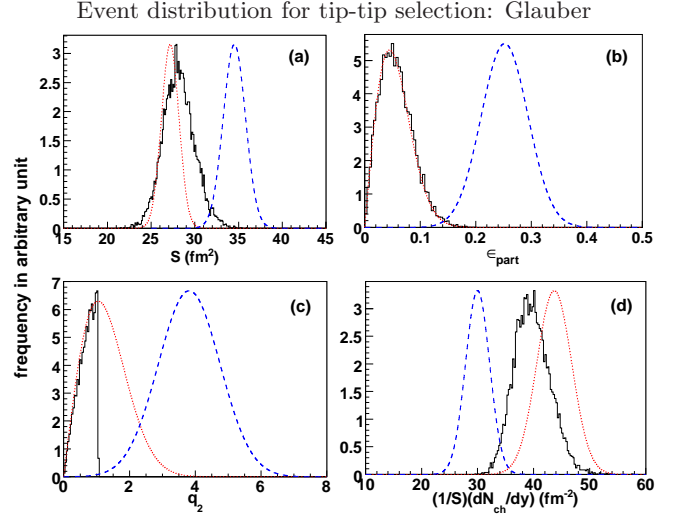 Event distribution for tip-tip selection: Glauber
frequency in arbitrary unit
(a)
3
2.5
2
1.5
1
0.5
0
15 20 25 30 35 40 45
S (fm²)
(b)
5
4
3
2
1
0
0 0.1 0.2 0.3 0.4 0.5
∈part
(c)
7
6
5
4
3
2
1
0
0 2 4 6 8
q₂
(d)
3
2.5
2
1.5
1
0.5
0
10 20 30 40 50 60
(1/S)(dN_ch/dy) (fm⁻²)